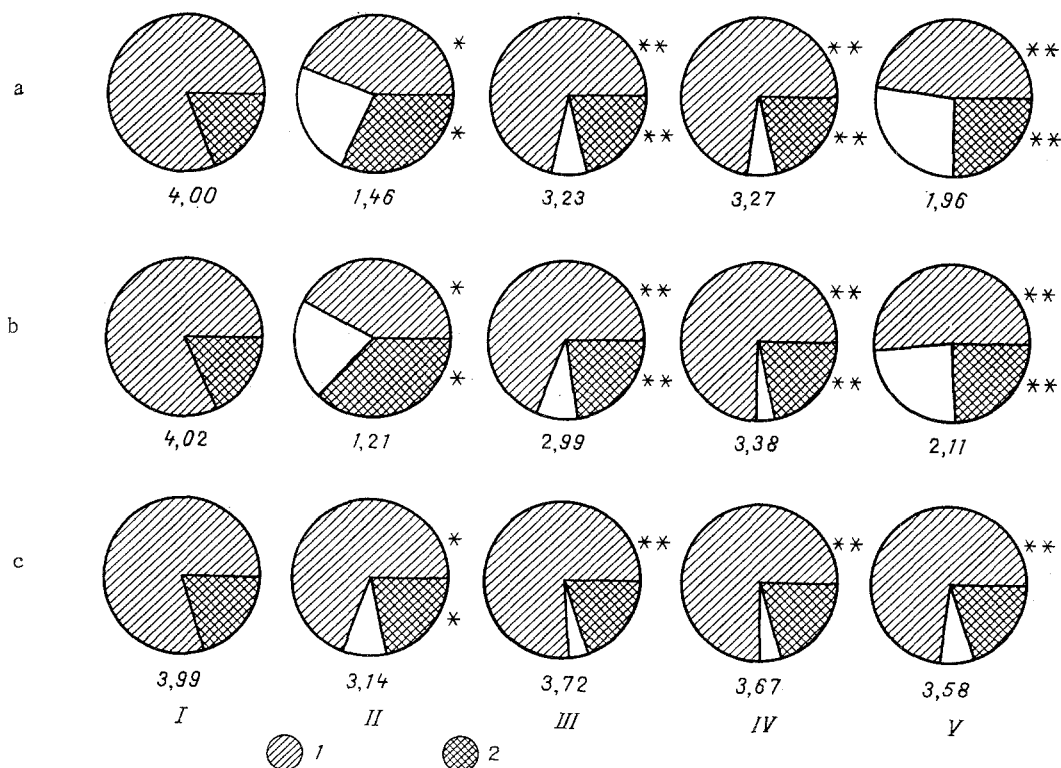 a
* ** ** **
* ** ** **
4,00 1,46 3,23 3,27 1,96
b
* ** ** **
* ** ** **
4,02 1,21 2,99 3,38 2,11
c
* ** ** **
*
3,99 3,14 3,72 3,67 3,58
I II III IV V
1 2